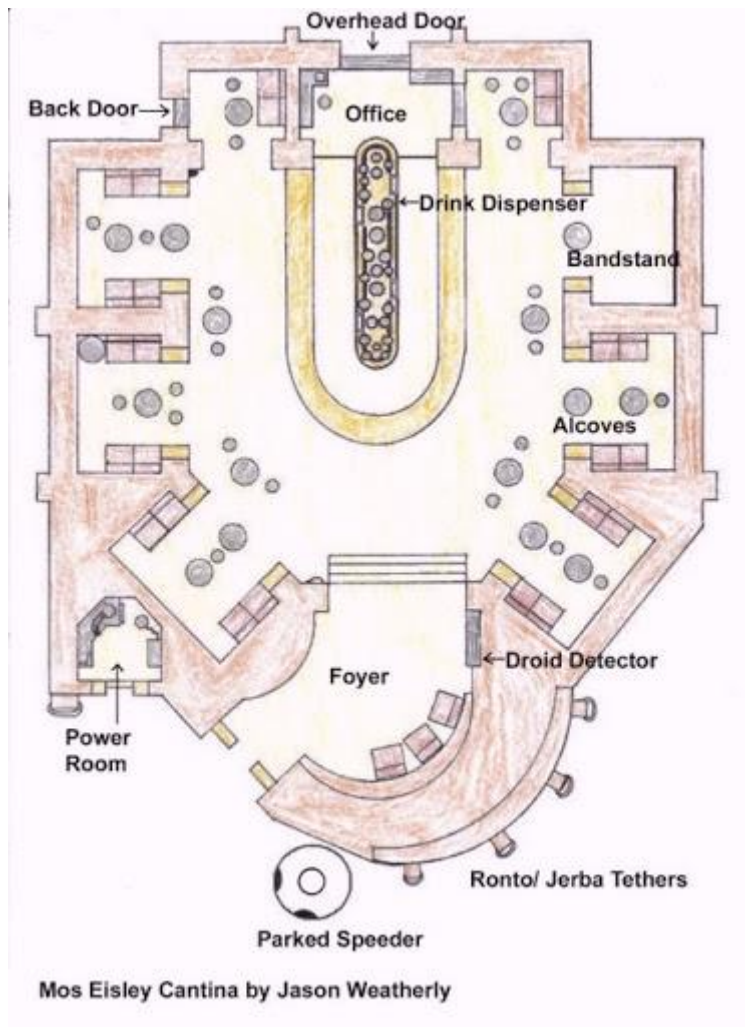 Overhead Door
Back Door
Office
Drink Dispenser
Bandstand
Alcoves
Droid Detector
Foyer
Power
Room
Ronto/ Jerba Tethers
Parked Speeder
Mos Eisley Cantina by Jason Weatherly